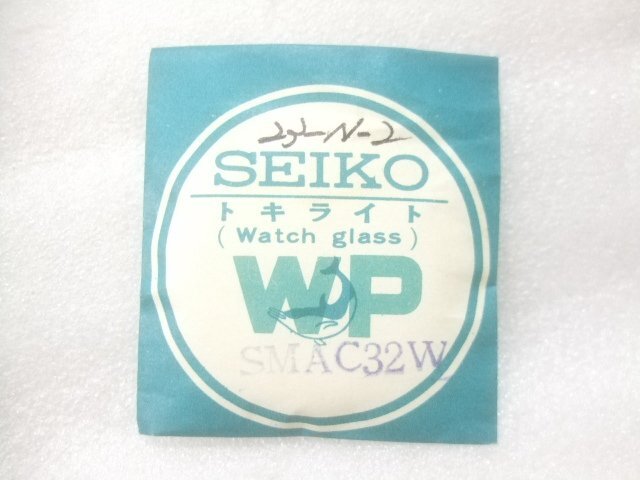 SEIKO
トキライト
(Watch glass)
WP
SMAC32W